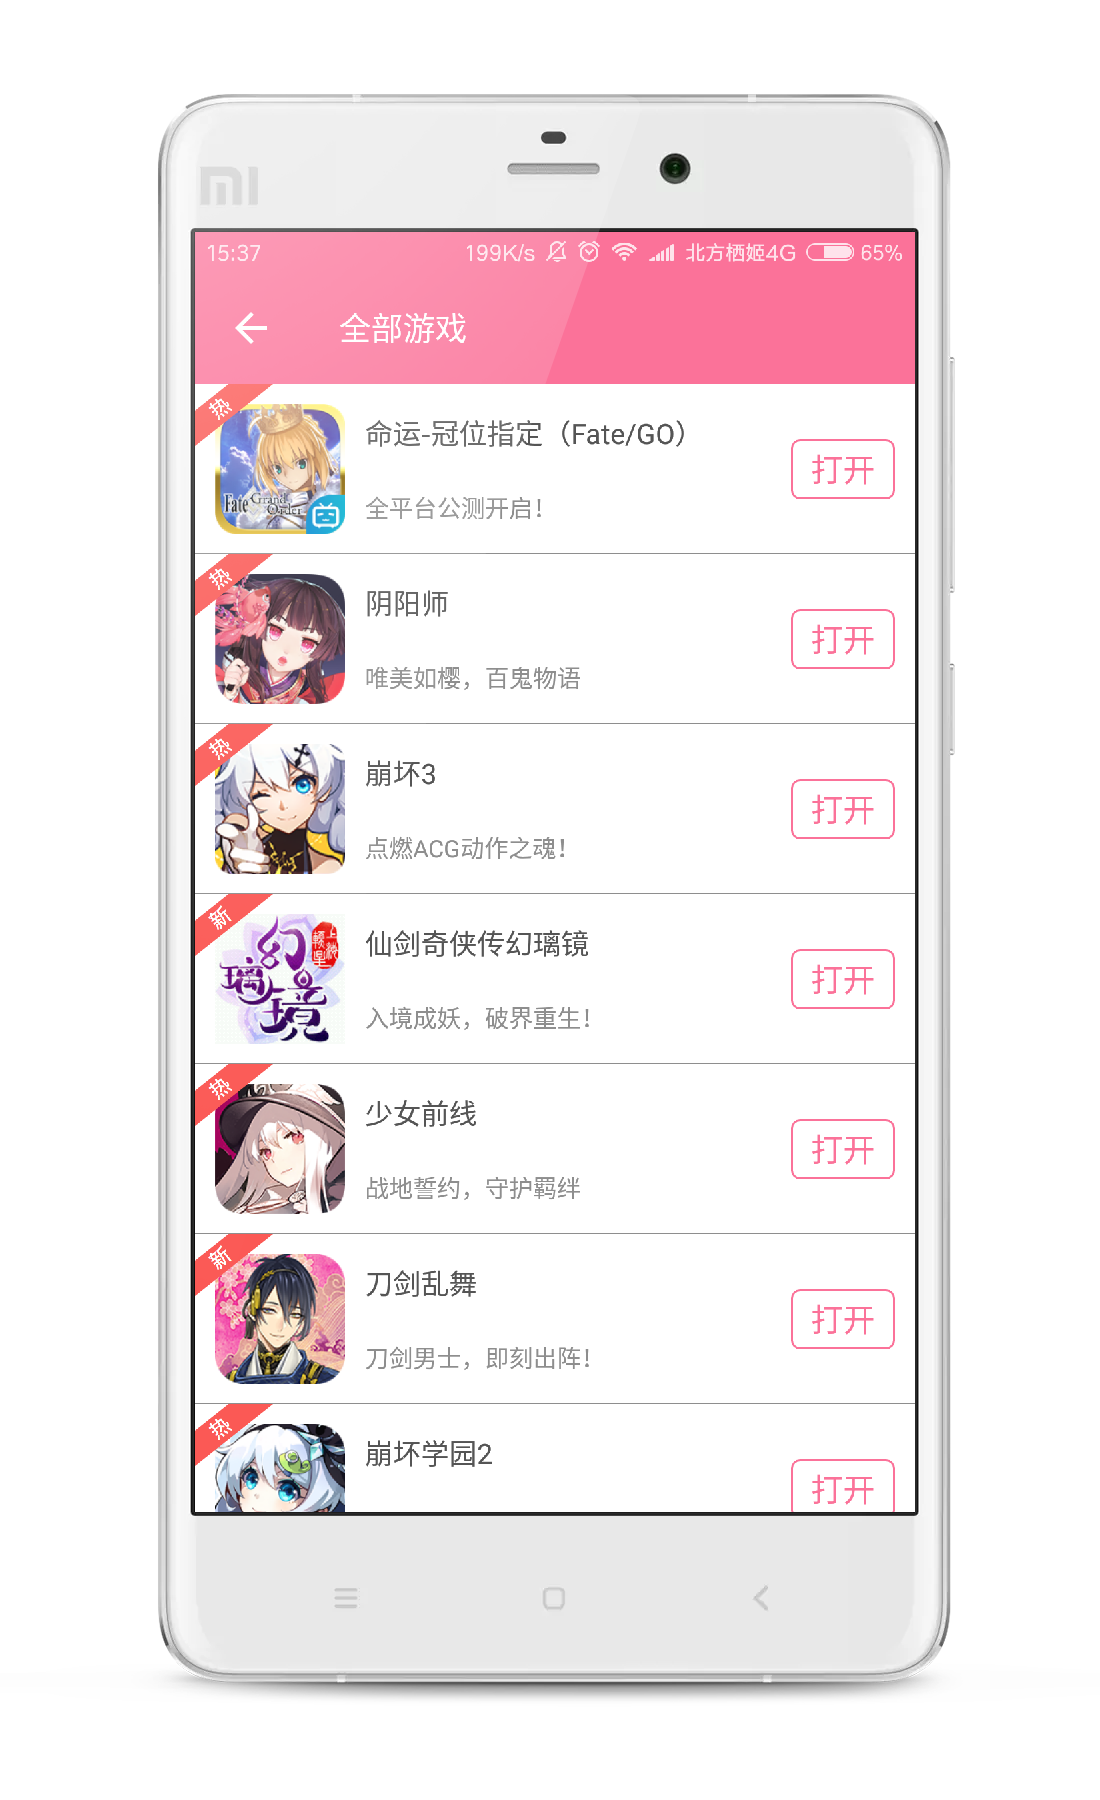 mi
15:37 199K/s 北方栖姬4G 65%
全部游戏
热
命运-冠位指定（Fate/GO）
Fate Grand Order
全平台公测开启！
打开
热
阴阳师
唯美如樱，百鬼物语
打开
热
崩坏3
点燃ACG动作之魂！
打开
新
幻璃境
仙剑奇侠传幻璃镜
入境成妖，破界重生！
打开
热
少女前线
战地誓约，守护羁绊
打开
新
刀剑乱舞
刀剑男士，即刻出阵！
打开
热
崩坏学园2
打开